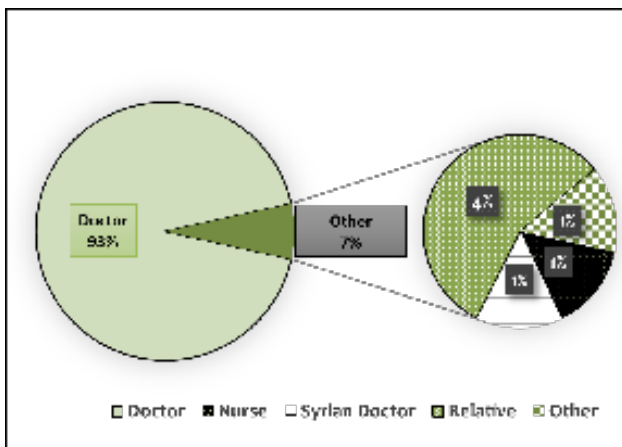 Doctor
93%
Other
7%
4%
1%
1%
1%
Doctor Nurse Syrian Doctor Relative Other